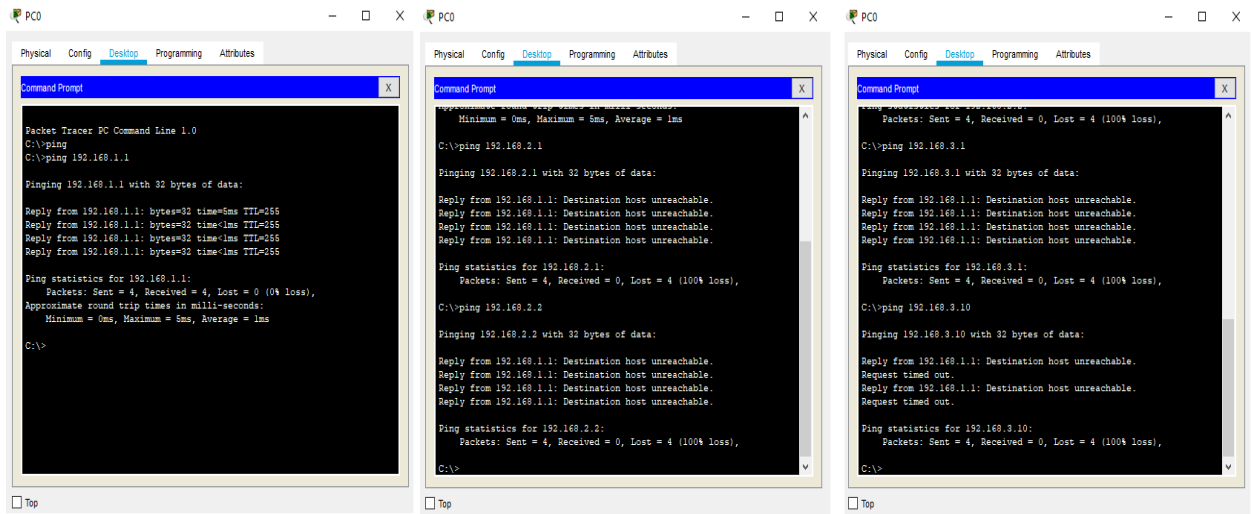 PC0
Physical Config Desktop Programming Attributes
Command Prompt
X
Packet Tracer PC Command Line 1.0
C:\>ping
C:\>ping 192.168.1.1
Pinging 192.168.1.1 with 32 bytes of data:
Reply from 192.168.1.1: bytes=32 time=5ms TTL=255
Reply from 192.168.1.1: bytes=32 time<1ms TTL=255
Reply from 192.168.1.1: bytes=32 time<1ms TTL=255
Reply from 192.168.1.1: bytes=32 time<1ms TTL=255
Ping statistics for 192.168.1.1:
Packets: Sent = 4, Received = 4, Lost = 0 (0% loss),
Approximate round trip times in milli-seconds:
Minimum = 0ms, Maximum = 5ms, Average = 1ms
C:\>
Top
PC0
Physical Config Desktop Programming Attributes
Command Prompt
X
Approximate round trip times in milli-seconds:
Minimum = 0ms, Maximum = 5ms, Average = 1ms
C:\>ping 192.168.2.1
Pinging 192.168.2.1 with 32 bytes of data:
Reply from 192.168.1.1: Destination host unreachable.
Reply from 192.168.1.1: Destination host unreachable.
Reply from 192.168.1.1: Destination host unreachable.
Reply from 192.168.1.1: Destination host unreachable.
Ping statistics for 192.168.2.1:
Packets: Sent = 4, Received = 0, Lost = 4 (100% loss),
C:\>ping 192.168.2.2
Pinging 192.168.2.2 with 32 bytes of data:
Reply from 192.168.1.1: Destination host unreachable.
Reply from 192.168.1.1: Destination host unreachable.
Reply from 192.168.1.1: Destination host unreachable.
Reply from 192.168.1.1: Destination host unreachable.
Ping statistics for 192.168.2.2:
Packets: Sent = 4, Received = 0, Lost = 4 (100% loss),
C:\>
Top
PC0
Physical Config Desktop Programming Attributes
Command Prompt
X
Ping statistics for 192.168.2.2:
Packets: Sent = 4, Received = 0, Lost = 4 (100% loss),
C:\>ping 192.168.3.1
Pinging 192.168.3.1 with 32 bytes of data:
Reply from 192.168.1.1: Destination host unreachable.
Reply from 192.168.1.1: Destination host unreachable.
Reply from 192.168.1.1: Destination host unreachable.
Reply from 192.168.1.1: Destination host unreachable.
Ping statistics for 192.168.3.1:
Packets: Sent = 4, Received = 0, Lost = 4 (100% loss),
C:\>ping 192.168.3.10
Pinging 192.168.3.10 with 32 bytes of data:
Reply from 192.168.1.1: Destination host unreachable.
Request timed out.
Reply from 192.168.1.1: Destination host unreachable.
Request timed out.
Ping statistics for 192.168.3.10:
Packets: Sent = 4, Received = 0, Lost = 4 (100% loss),
C:\>
Top